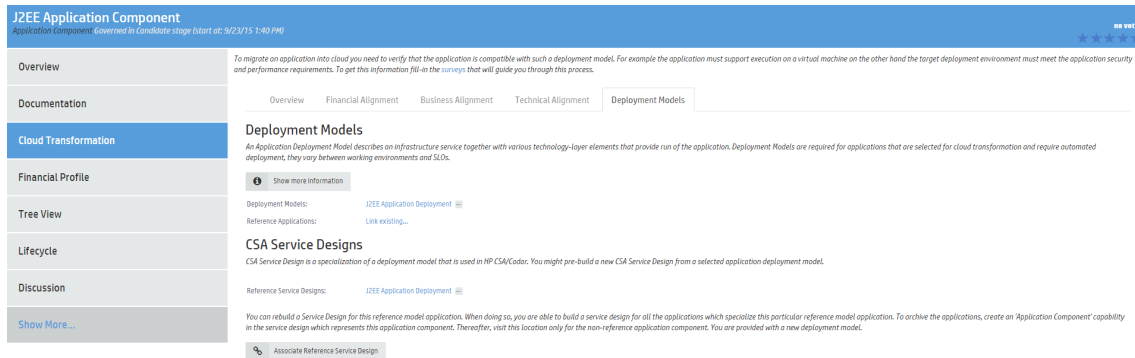 J2EE Application Component
Application Component Governed in Candidate stage (start at: 9/23/15 1:40 PM)
no vot
Overview
Documentation
Cloud Transformation
Financial Profile
Tree View
Lifecycle
Discussion
Show More...
To migrate an application into cloud you need to verify that the application is compatible with such a deployment model. For example the application must support execution on a virtual machine on the other hand the target deployment environment must meet the application security
and performance requirements. To get this information fill-in the surveys that will guide you through this process.
Overview Financial Alignment Business Alignment Technical Alignment Deployment Models
Deployment Models
An Application Deployment Model describes an infrastructure service together with various technology-layer elements that provide run of the application. Deployment Models are required for applications that are selected for cloud transformation and require automated
deployment, they vary between working environments and SLOs.
Show more information
Deployment Models: J2EE Application Deployment
Reference Applications: Link existing...
CSA Service Designs
CSA Service Design is a specialization of a deployment model that is used in HP CSA/Codar. You might pre-build a new CSA Service Design from a selected application deployment model.
Reference Service Designs: J2EE Application Deployment
You can rebuild a Service Design for this reference model application. When doing so, you are able to build a service design for all the applications which specialize this particular reference model application. To archive the applications, create an 'Application Component' capability
in the service design which represents this application component. Thereafter, visit this location only for the non-reference application component. You are provided with a new deployment model.
Associate Reference Service Design